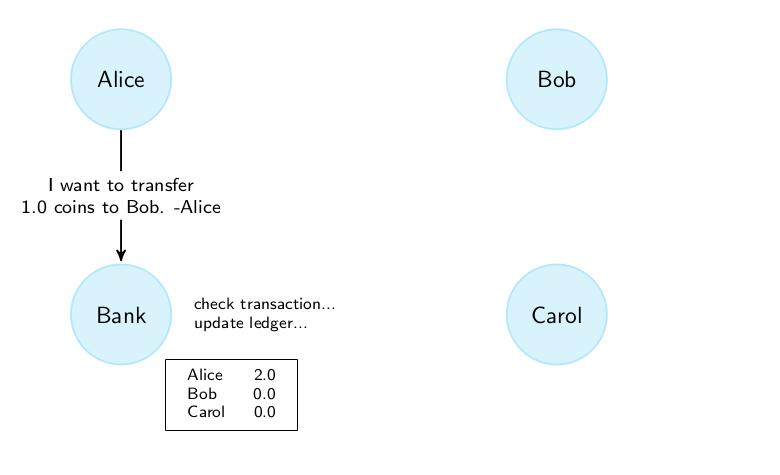 Alice
Bob
I want to transfer
1.0 coins to Bob. -Alice
Bank
check transaction...
update ledger...
Carol
Alice 2.0
Bob 0.0
Carol 0.0